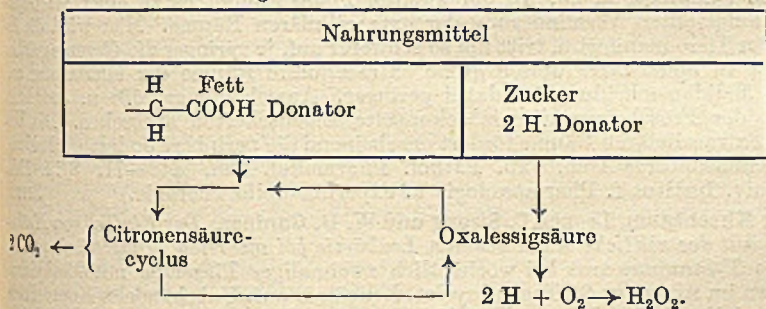 Nahrungsmittel
H Fett
—C—COOH Donator
H
Zucker
2 H Donator
2CO₂ ← { Citronensäure-
cyclus
Oxalessigsäure
2 H + O₂ → H₂O₂.